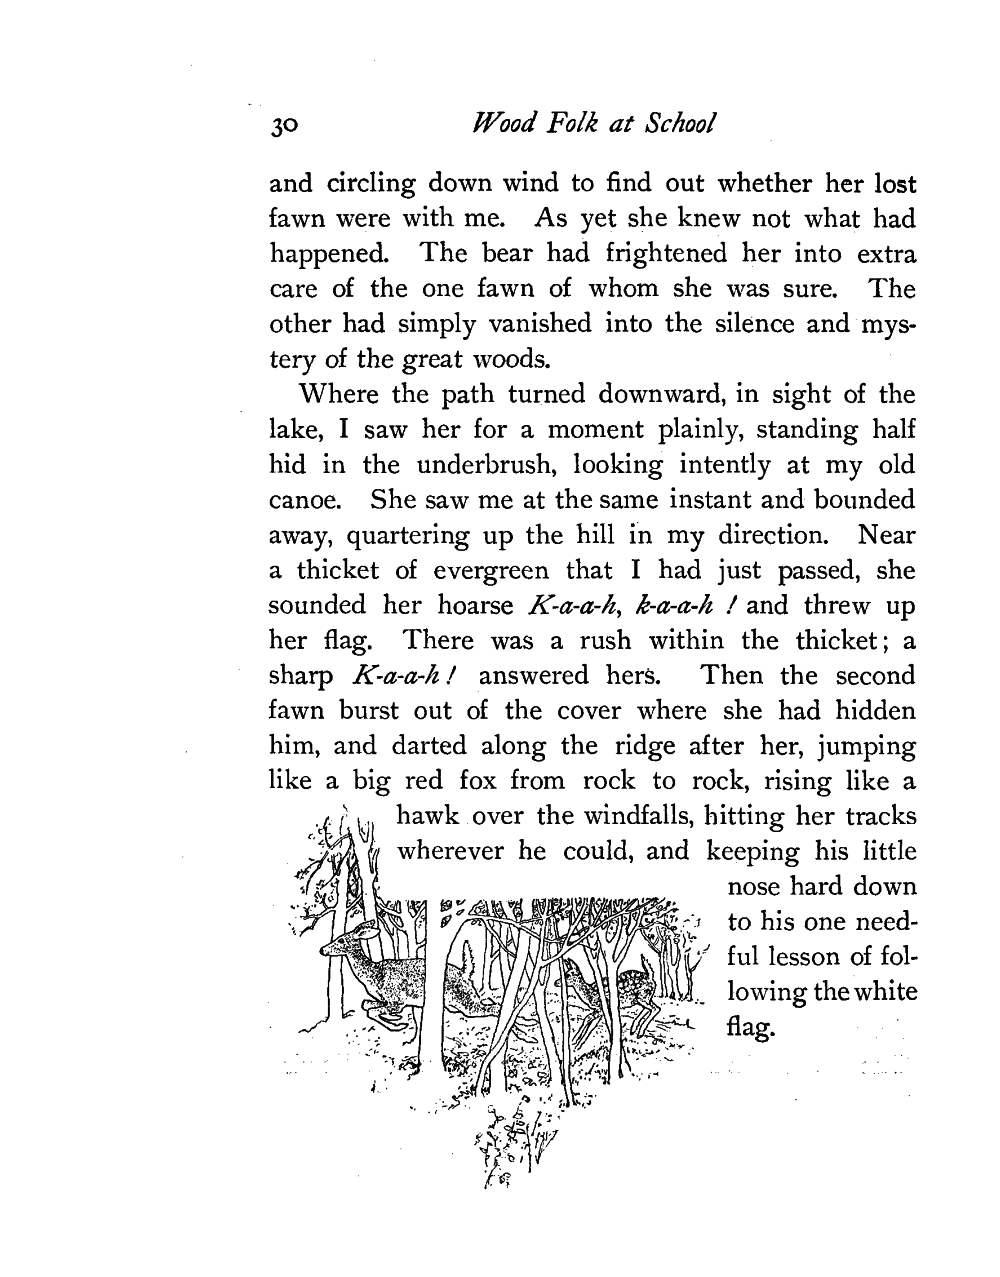 30 Wood Folk at School
and circling down wind to find out whether her lost
fawn were with me. As yet she knew not what had
happened. The bear had frightened her into extra
care of the one fawn of whom she was sure. The
other had simply vanished into the silence and mys-
tery of the great woods.
Where the path turned downward, in sight of the
lake, I saw her for a moment plainly, standing half
hid in the underbrush, looking intently at my old
canoe. She saw me at the same instant and bounded
away, quartering up the hill in my direction. Near
a thicket of evergreen that I had just passed, she
sounded her hoarse K-a-a-h, k-a-a-h ! and threw up
her flag. There was a rush within the thicket; a
sharp K-a-a-h ! answered hers. Then the second
fawn burst out of the cover where she had hidden
him, and darted along the ridge after her, jumping
like a big red fox from rock to rock, rising like a
hawk over the windfalls, hitting her tracks
wherever he could, and keeping his little
nose hard down
to his one need-
ful lesson of fol-
lowing the white
flag.